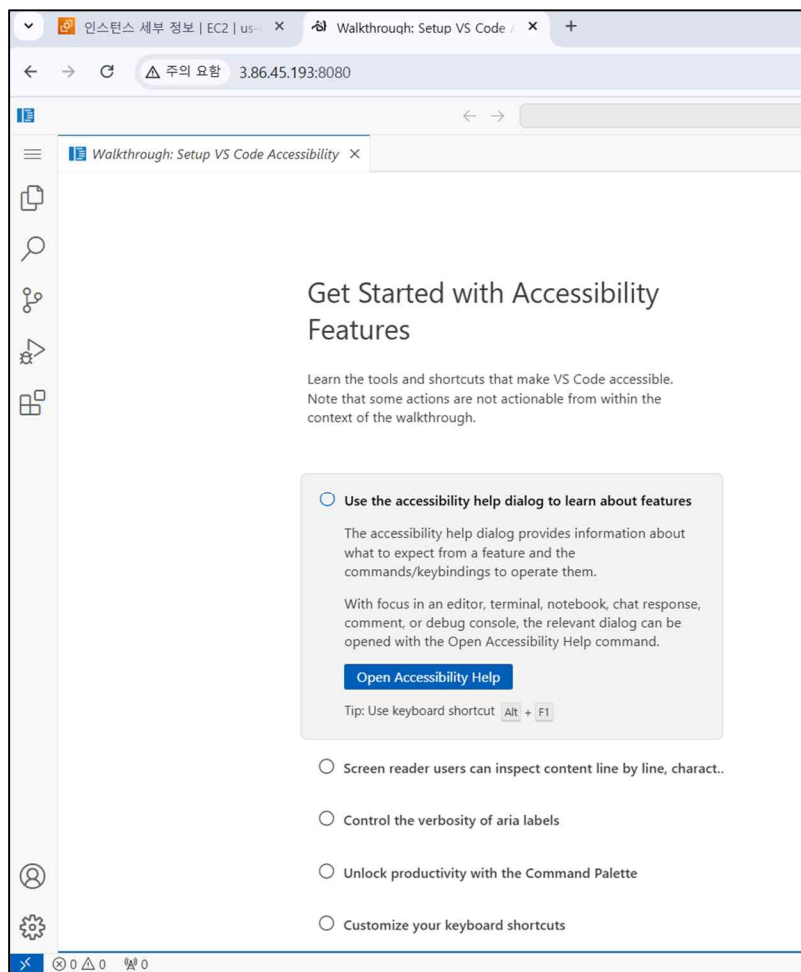 인스턴스 세부 정보 | EC2 | us-
Walkthrough: Setup VS Code
주의 요함 3.86.45.193:8080
Walkthrough: Setup VS Code Accessibility
Get Started with Accessibility
Features
Learn the tools and shortcuts that make VS Code accessible.
Note that some actions are not actionable from within the
context of the walkthrough.
Use the accessibility help dialog to learn about features
The accessibility help dialog provides information about
what to expect from a feature and the
commands/keybindings to operate them.
With focus in an editor, terminal, notebook, chat response,
comment, or debug console, the relevant dialog can be
opened with the Open Accessibility Help command.
Open Accessibility Help
Tip: Use keyboard shortcut Alt + F1
Screen reader users can inspect content line by line, charact..
Control the verbosity of aria labels
Unlock productivity with the Command Palette
Customize your keyboard shortcuts
0 0 0